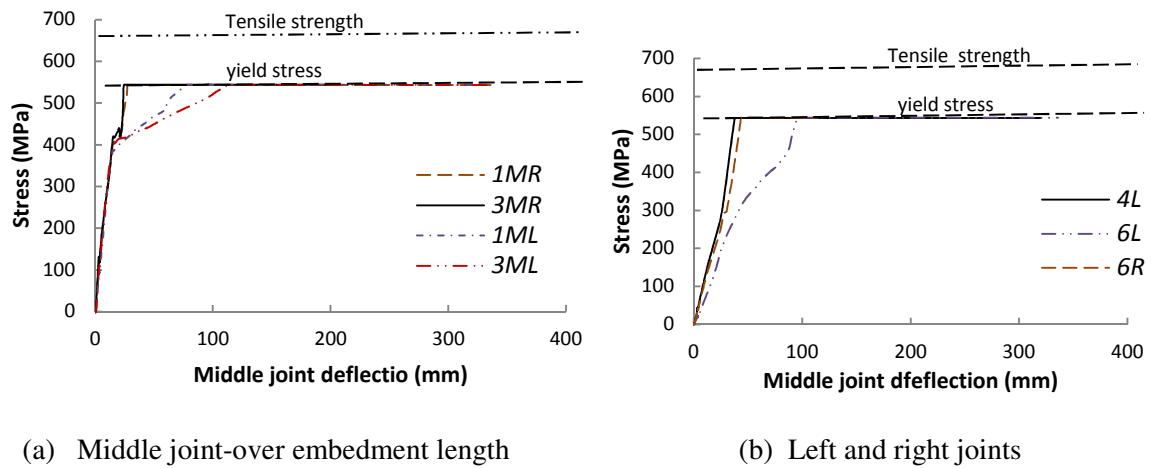 700
600
500
400
300
200
100
0
Stress (MPa)
Tensile strength
yield stress
1MR
3MR
1ML
3ML
0 100 200 300 400
Middle joint deflectio (mm)
(a) Middle joint-over embedment length
700
600
500
400
300
200
100
0
Stress (MPa)
Tensile strength
yield stress
4L
6L
6R
0 100 200 300 400
Middle joint dfeflection (mm)
(b) Left and right joints